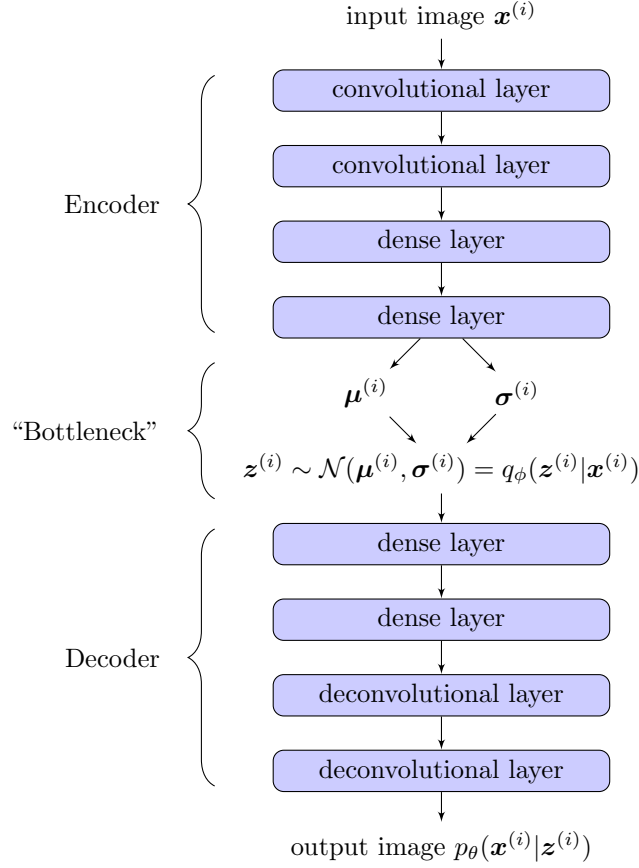 input image 𝒙⁽ⁱ⁾
convolutional layer
convolutional layer
Encoder
dense layer
dense layer
𝝁⁽ⁱ⁾ 𝝈⁽ⁱ⁾
“Bottleneck”
𝒛⁽ⁱ⁾ ∼ 𝒩(𝝁⁽ⁱ⁾, 𝝈⁽ⁱ⁾) = q_ϕ(𝒛⁽ⁱ⁾|𝒙⁽ⁱ⁾)
dense layer
dense layer
Decoder
deconvolutional layer
deconvolutional layer
output image p_θ(𝒙⁽ⁱ⁾|𝒛⁽ⁱ⁾)